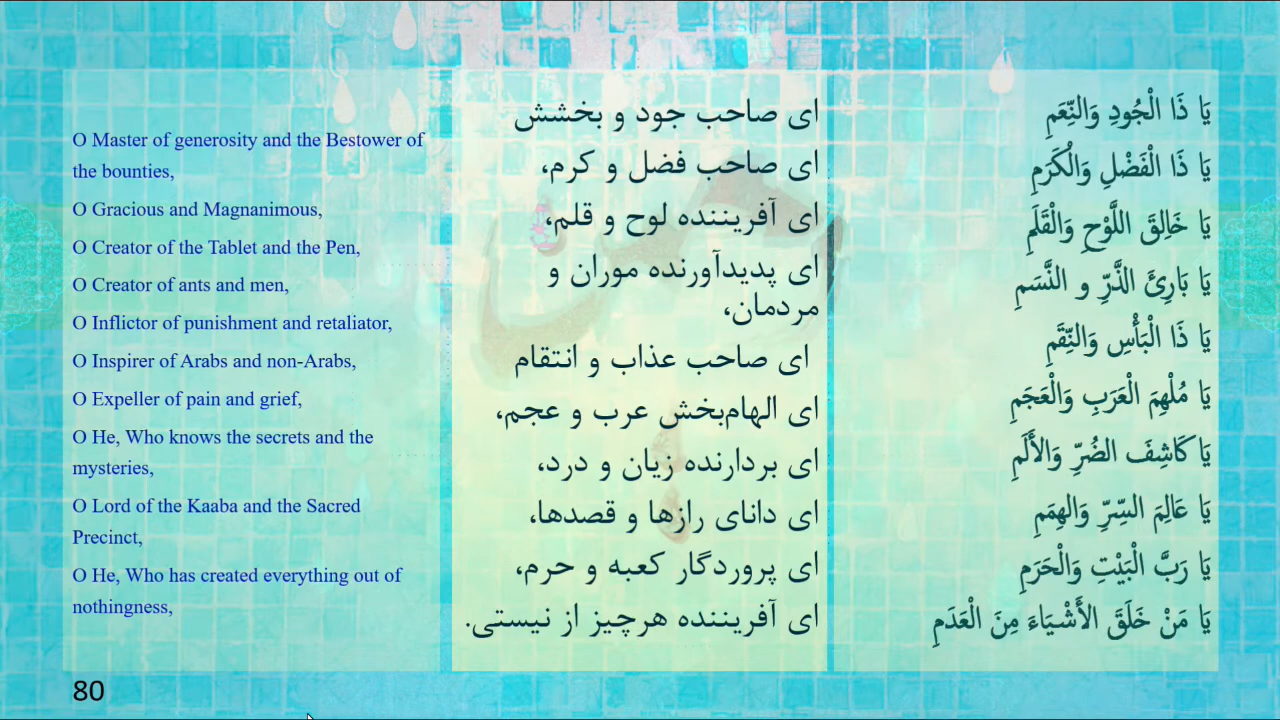 O Master of generosity and the Bestower of
the bounties,
O Gracious and Magnanimous,
O Creator of the Tablet and the Pen,
O Creator of ants and men,
O Inflictor of punishment and retaliator,
O Inspirer of Arabs and non-Arabs,
O Expeller of pain and grief,
O He, Who knows the secrets and the
mysteries,
O Lord of the Kaaba and the Sacred
Precinct,
O He, Who has created everything out of
nothingness,
ای صاحب جود و بخشش
ای صاحب فضل و کرم،
ای آفریننده لوح و قلم،
ای پدیدآورنده موران و
مردمان،
ای صاحب عذاب و انتقام
ای الهام‌بخش عرب و عجم،
ای بردارنده زیان و درد،
ای دانای رازها و قصدها،
ای پروردگار کعبه و حرم،
ای آفریننده هرچیز از نیستی.
يَا ذَا الْجُودِ وَالنِّعَمِ
يَا ذَا الْفَضْلِ وَالْكَرَمِ
يَا خَالِقَ اللَّوْحِ وَالْقَلَمِ
يَا بَارِئَ الذَّرِّ و النَّسَمِ
يَا ذَا الْبَأْسِ وَالنِّقَمِ
يَا مُلْهِمَ الْعَرَبِ وَالْعَجَمِ
يَا كَاشِفَ الضُرِّ وَالأَلَمِ
يَا عَالِمَ السِّرِّ وَالهِمَمِ
يَا رَبَّ الْبَيْتِ وَالْحَرَمِ
يَا مَنْ خَلَقَ الأَشْيَاءَ مِنَ الْعَدَمِ
80